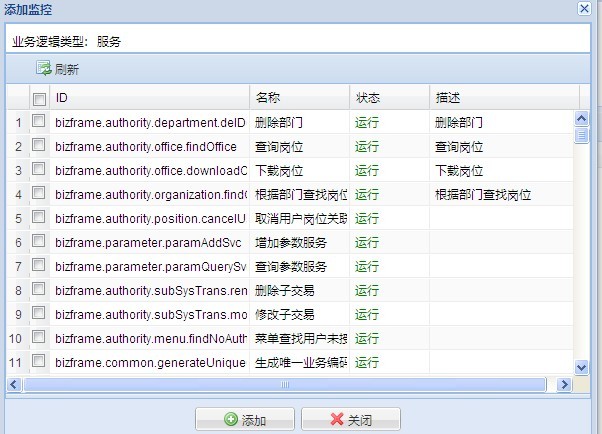 添加监控
业务逻辑类型: 服务
刷新
ID 名称 状态 描述
1 bizframe.authority.department.delD 删除部门 运行 删除部门
2 bizframe.authority.office.findOffice 查询岗位 运行 查询岗位
3 bizframe.authority.office.downloadO 下载岗位 运行 下载岗位
4 bizframe.authority.organization.find 根据部门查找岗位 运行 根据部门查找岗位
5 bizframe.authority.position.cancelU 取消用户岗位关联 运行
6 bizframe.parameter.paramAddSvc 增加参数服务 运行
7 bizframe.parameter.paramQuerySv 查询参数服务 运行
8 bizframe.authority.subSysTrans.ren 删除子交易 运行
9 bizframe.authority.subSysTrans.mo 修改子交易 运行
10 bizframe.authority.menu.findNoAuth 菜单查找用户未授 运行
11 bizframe.common.generateUnique 生成唯一业务编码 运行
添加 关闭